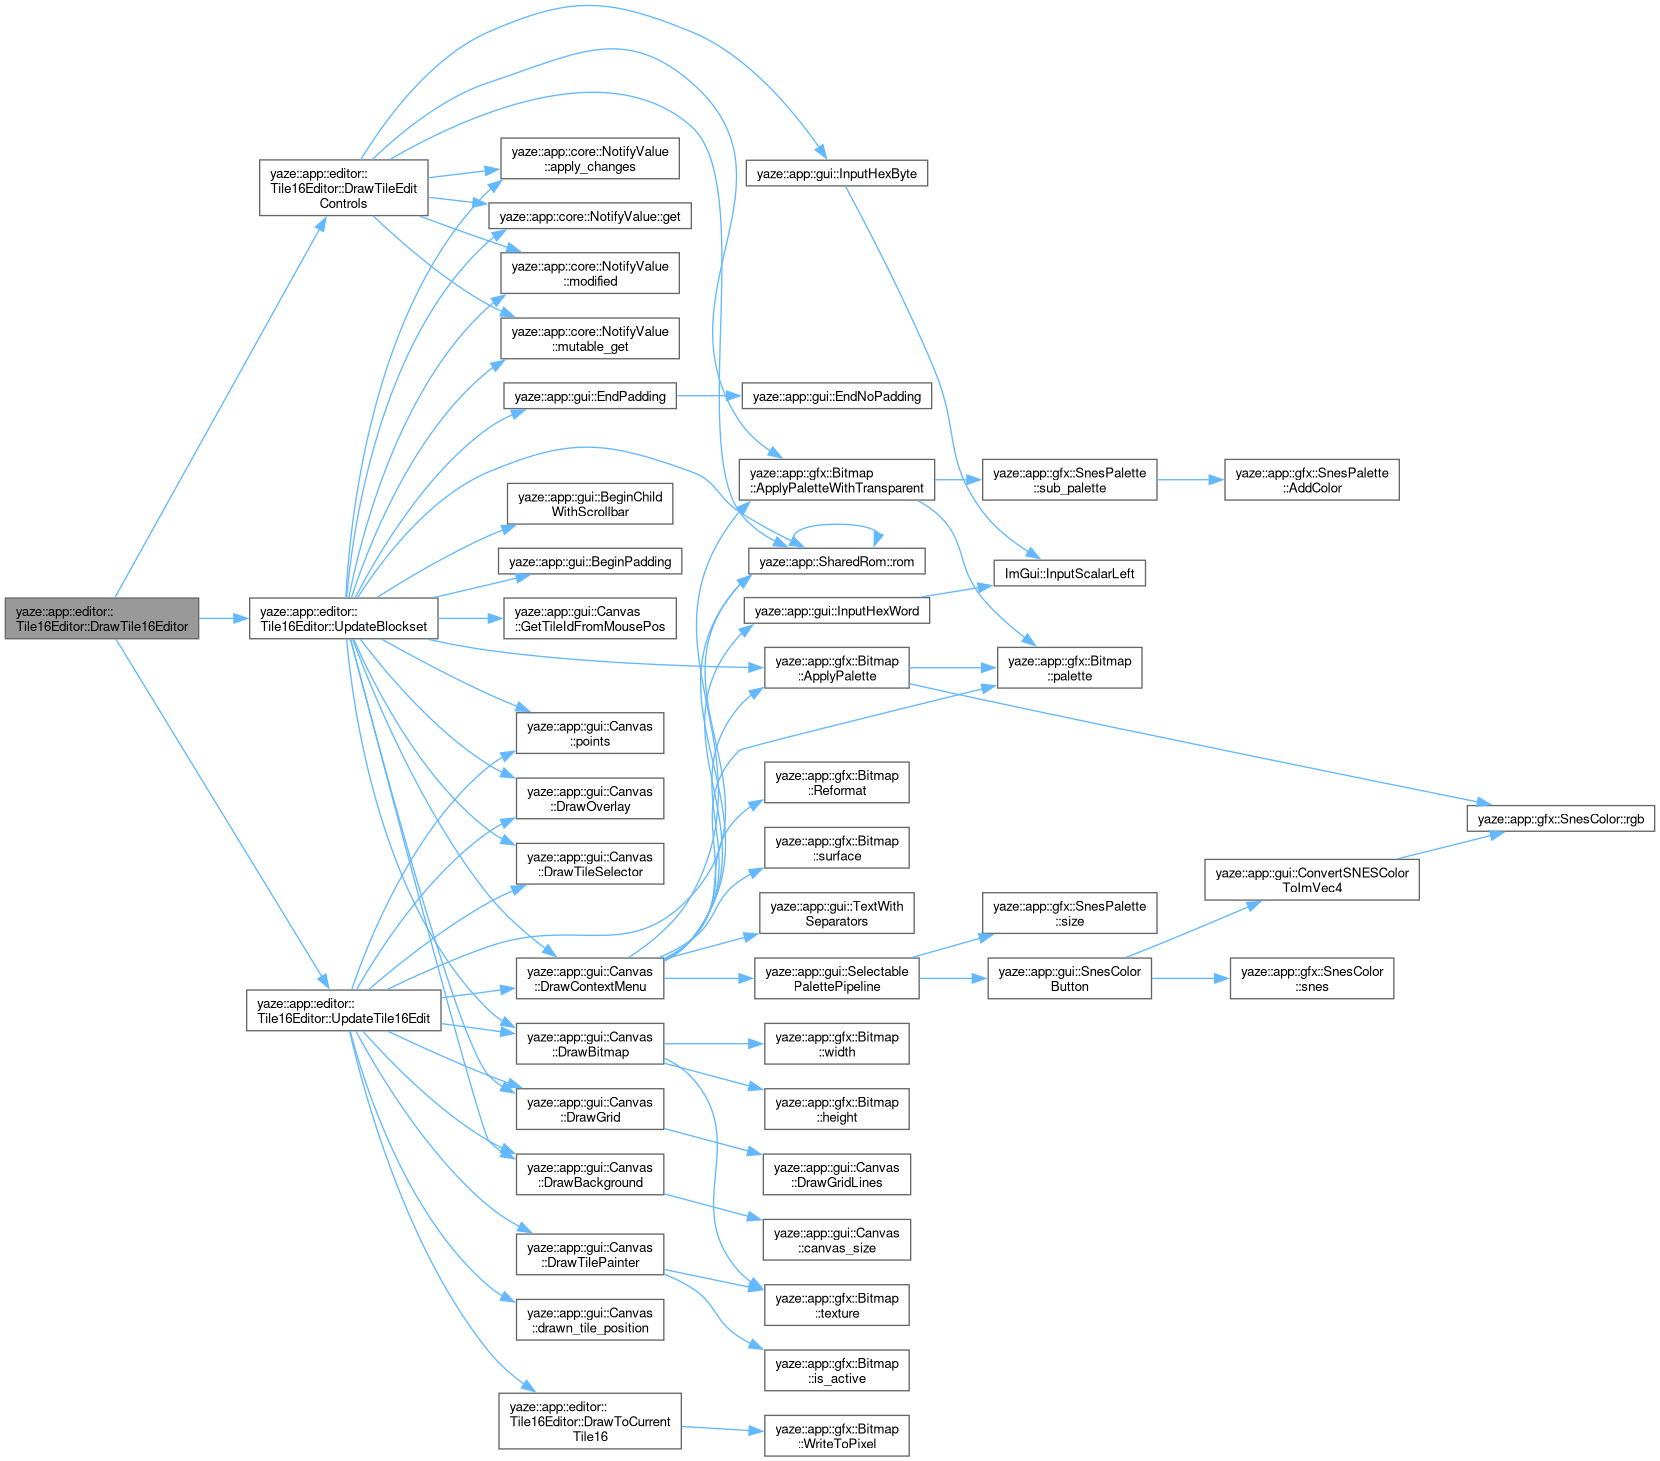 yaze::app::editor::
Tile16Editor::DrawTile16Editor
yaze::app::editor::
Tile16Editor::DrawTileEdit
Controls
yaze::app::editor::
Tile16Editor::UpdateBlockset
yaze::app::editor::
Tile16Editor::UpdateTile16Edit
yaze::app::core::NotifyValue
::apply_changes
yaze::app::core::NotifyValue::get
yaze::app::core::NotifyValue
::modified
yaze::app::core::NotifyValue
::mutable_get
yaze::app::gui::EndPadding
yaze::app::gui::BeginChild
WithScrollbar
yaze::app::gui::BeginPadding
yaze::app::gui::Canvas
::GetTileIdFromMousePos
yaze::app::gui::Canvas
::points
yaze::app::gui::Canvas
::DrawOverlay
yaze::app::gui::Canvas
::DrawTileSelector
yaze::app::gui::Canvas
::DrawContextMenu
yaze::app::gui::Canvas
::DrawBitmap
yaze::app::gui::Canvas
::DrawGrid
yaze::app::gui::Canvas
::DrawBackground
yaze::app::gui::Canvas
::DrawTilePainter
yaze::app::gui::Canvas
::drawn_tile_position
yaze::app::editor::
Tile16Editor::DrawToCurrent
Tile16
yaze::app::gui::InputHexByte
yaze::app::gui::EndNoPadding
yaze::app::gfx::Bitmap
::ApplyPaletteWithTransparent
yaze::app::SharedRom::rom
yaze::app::gui::InputHexWord
yaze::app::gfx::Bitmap
::ApplyPalette
yaze::app::gfx::Bitmap
::Reformat
yaze::app::gfx::Bitmap
::surface
yaze::app::gui::TextWith
Separators
yaze::app::gui::Selectable
PalettePipeline
yaze::app::gfx::Bitmap
::width
yaze::app::gfx::Bitmap
::height
yaze::app::gui::Canvas
::DrawGridLines
yaze::app::gui::Canvas
::canvas_size
yaze::app::gfx::Bitmap
::texture
yaze::app::gfx::Bitmap
::is_active
yaze::app::gfx::Bitmap
::WriteToPixel
yaze::app::gfx::SnesPalette
::sub_palette
ImGui::InputScalarLeft
yaze::app::gfx::Bitmap
::palette
yaze::app::gfx::SnesPalette
::size
yaze::app::gui::SnesColor
Button
yaze::app::gfx::SnesPalette
::AddColor
yaze::app::gui::ConvertSNESColor
ToImVec4
yaze::app::gfx::SnesColor
::snes
yaze::app::gfx::SnesColor::rgb